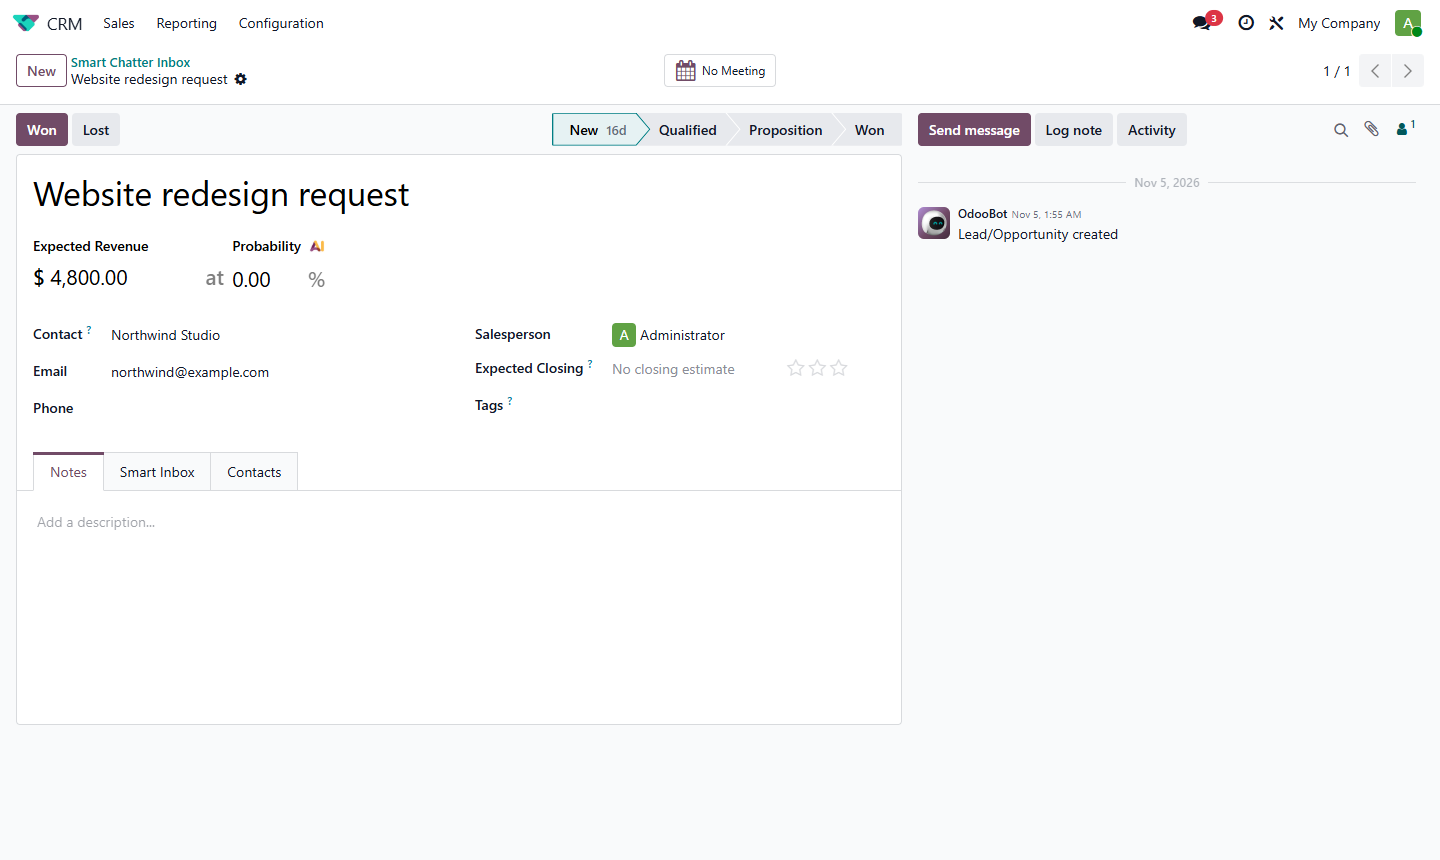 CRM Sales Reporting Configuration 3 My Company A
New Smart Chatter Inbox
Website redesign request
No Meeting
1 / 1
Won Lost New 16d Qualified Proposition Won
Send message Log note Activity 1
Website redesign request
Expected Revenue Probability AI
$ 4,800.00 at 0.00 %
Contact ? Northwind Studio
Email northwind@example.com
Phone
Salesperson A Administrator
Expected Closing ? No closing estimate
Tags ?
Notes Smart Inbox Contacts
Add a description...
Nov 5, 2026
OdooBot Nov 5, 1:55 AM
Lead/Opportunity created